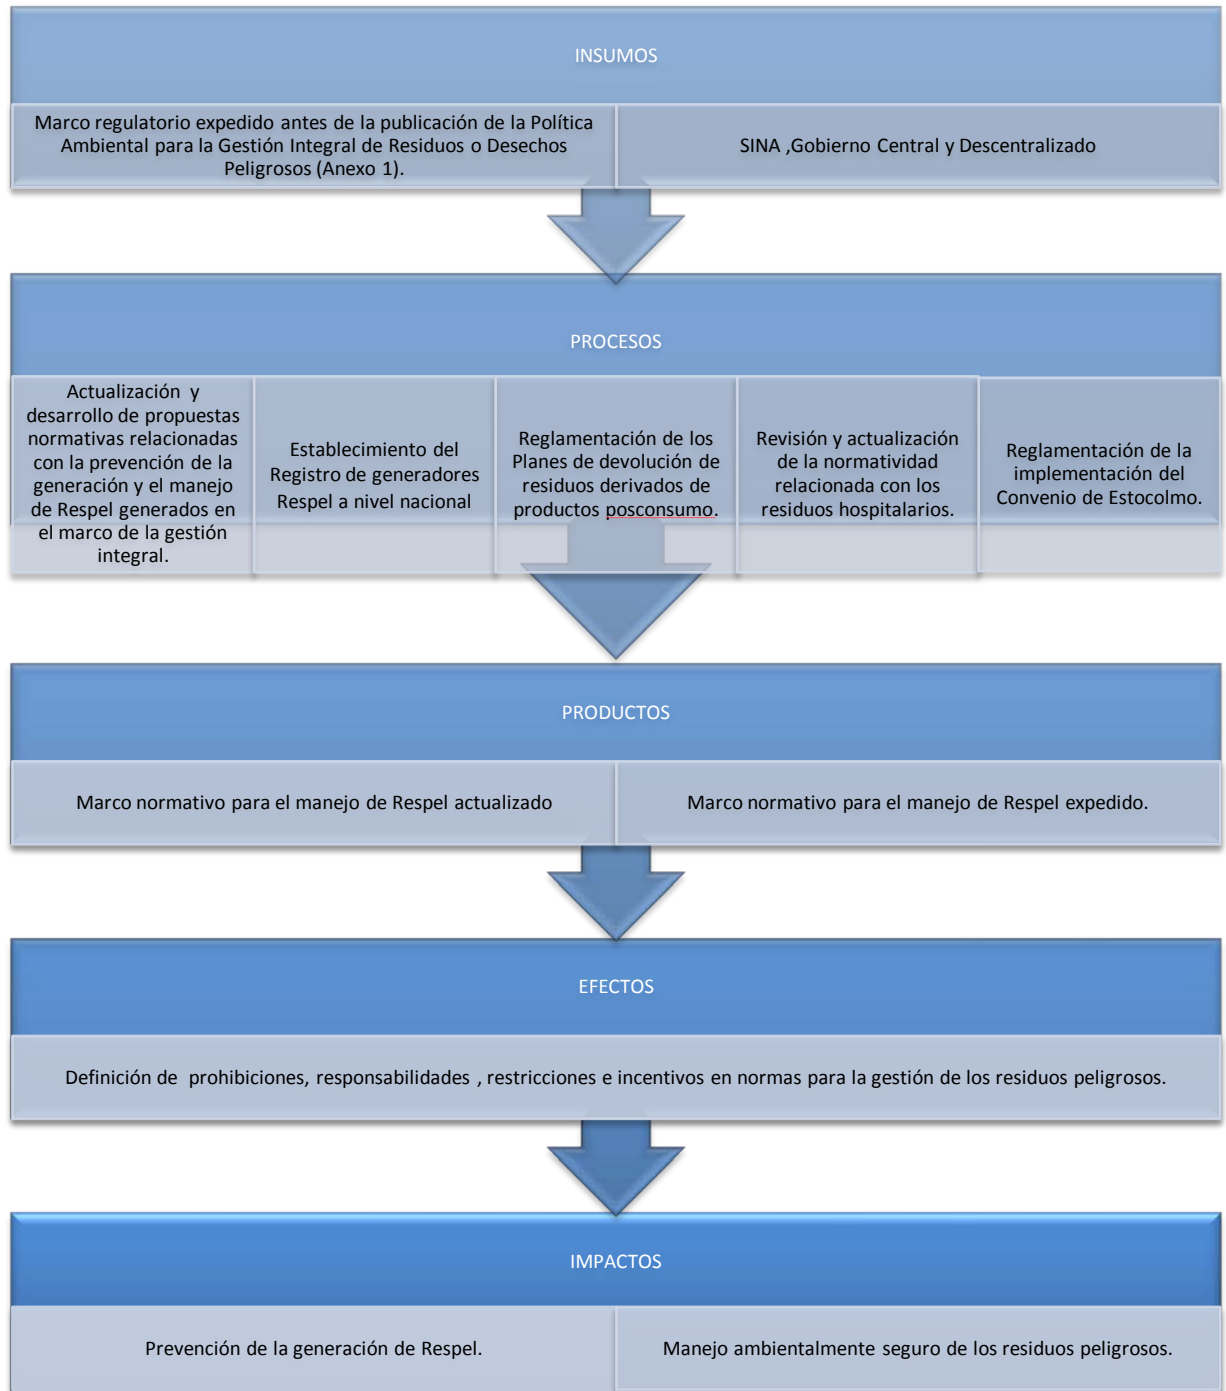 INSUMOS
Marco regulatorio expedido antes de la publicación de la Política
Ambiental para la Gestión Integral de Residuos o Desechos
Peligrosos (Anexo 1).
SINA ,Gobierno Central y Descentralizado
PROCESOS
Actualización y
desarrollo de propuestas
normativas relacionadas
con la prevención de la
generación y el manejo
de Respel generados en
el marco de la gestión
integral.
Establecimiento del
Registro de generadores
Respel a nivel nacional
Reglamentación de los
Planes de devolución de
residuos derivados de
productos posconsumo.
Revisión y actualización
de la normatividad
relacionada con los
residuos hospitalarios.
Reglamentación de la
implementación del
Convenio de Estocolmo.
PRODUCTOS
Marco normativo para el manejo de Respel actualizado
Marco normativo para el manejo de Respel expedido.
EFECTOS
Definición de prohibiciones, responsabilidades , restricciones e incentivos en normas para la gestión de los residuos peligrosos.
IMPACTOS
Prevención de la generación de Respel.
Manejo ambientalmente seguro de los residuos peligrosos.